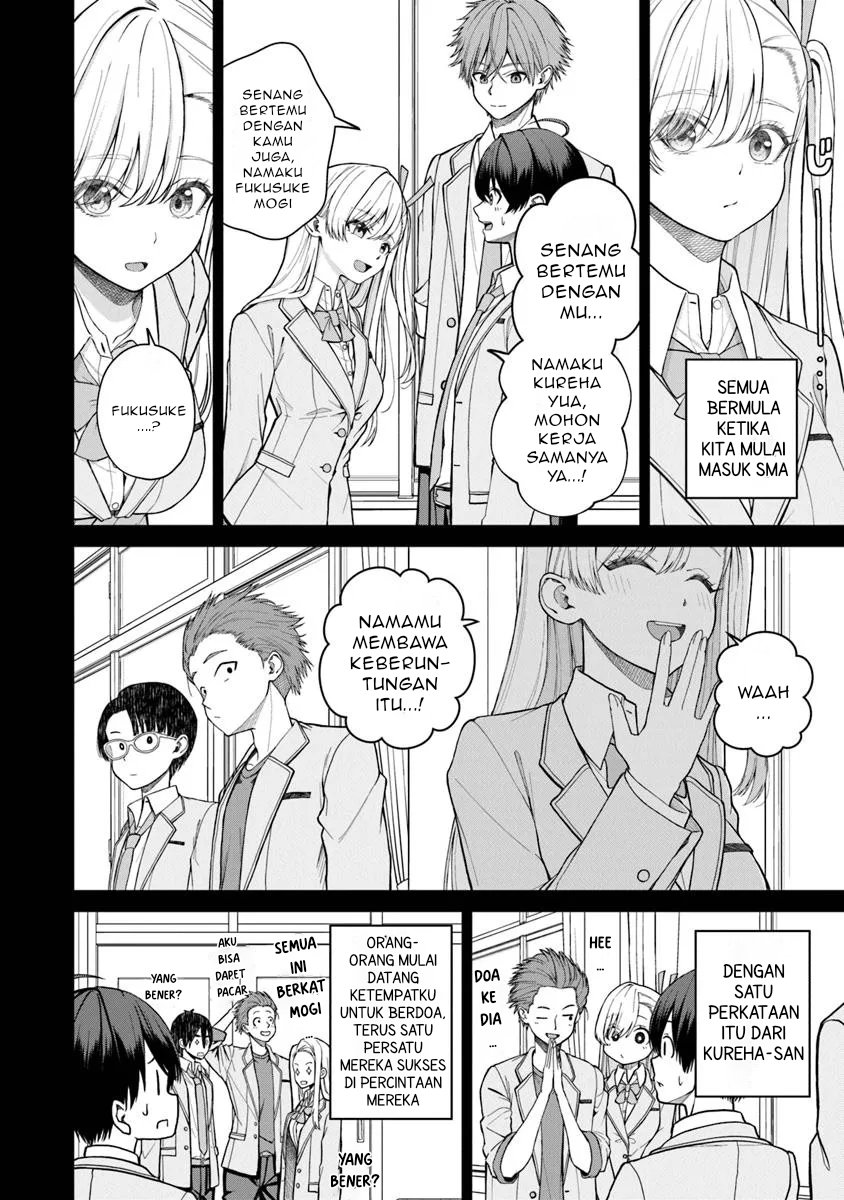 SEMUA
BERMULA
KETIKA
KITA MULAI
MASUK SMA
じー
SENANG
BERTEMU
DENGAN
MU...
NAMAKU
KUREHA
YUA,
MOHON
KERJA
SAMANYA
YA...!
SENANG
BERTEMU
DENGAN
KAMU
JUGA,
NAMAKU
FUKUSUKE
MOGI
FUKUSUKE
....?
WAAH
...
NAMAMU
MEMBAWA
KEBERUN-
TUNGAN
ITU...!
DENGAN
SATU
PERKATAAN
ITU DARI
KUREHA-SAN
HEE
...
DOA
KE
DIA
...
ORANG-
ORANG MULAI
DATANG
KETEMPATKU
UNTUK BERDOA,
TERUS SATU
PERSATU
MEREKA SUKSES
DI PERCINTAAN
MEREKA
SEMUA
INI
BERKAT
MOGI
AKU
BISA
DAPET
PACAR
YANG
BENER?
YANG
BENER?